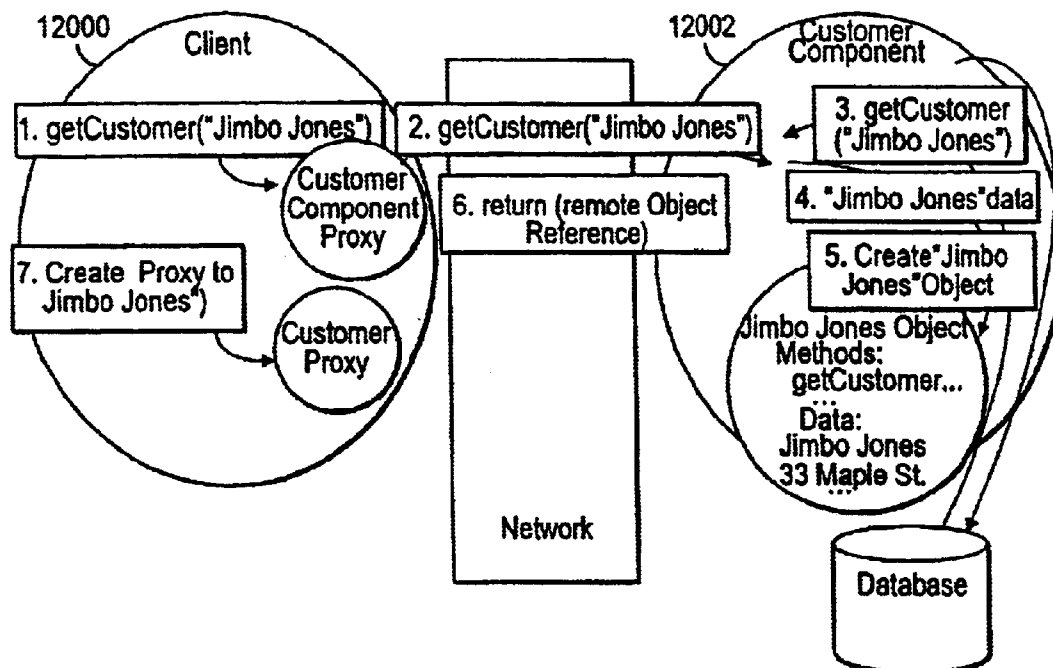 12000
Client
1. getCustomer("Jimbo Jones")
Customer
Component
Proxy
7. Create Proxy to
Jimbo Jones")
Customer
Proxy
2. getCustomer("Jimbo Jones")
6. return (remote Object
Reference)
Network
12002
Customer
Component
3. getCustomer
("Jimbo Jones")
4. "Jimbo Jones"data
5. Create"Jimbo
Jones"Object
Jimbo Jones Object
Methods:
getCustomer...
...
Data:
Jimbo Jones
33 Maple St.
...
Database